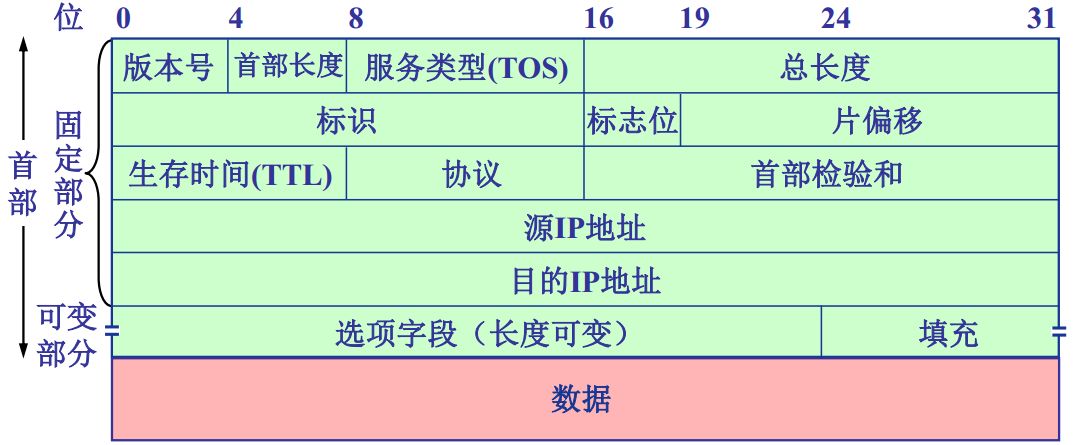 位 0 4 8 16 19 24 31
版本号 首部长度 服务类型(TOS) 总长度
标识 标志位 片偏移
生存时间(TTL) 协议 首部检验和
源IP地址
目的IP地址
选项字段（长度可变） 填充
数据
首部
固定部分
可变
部分